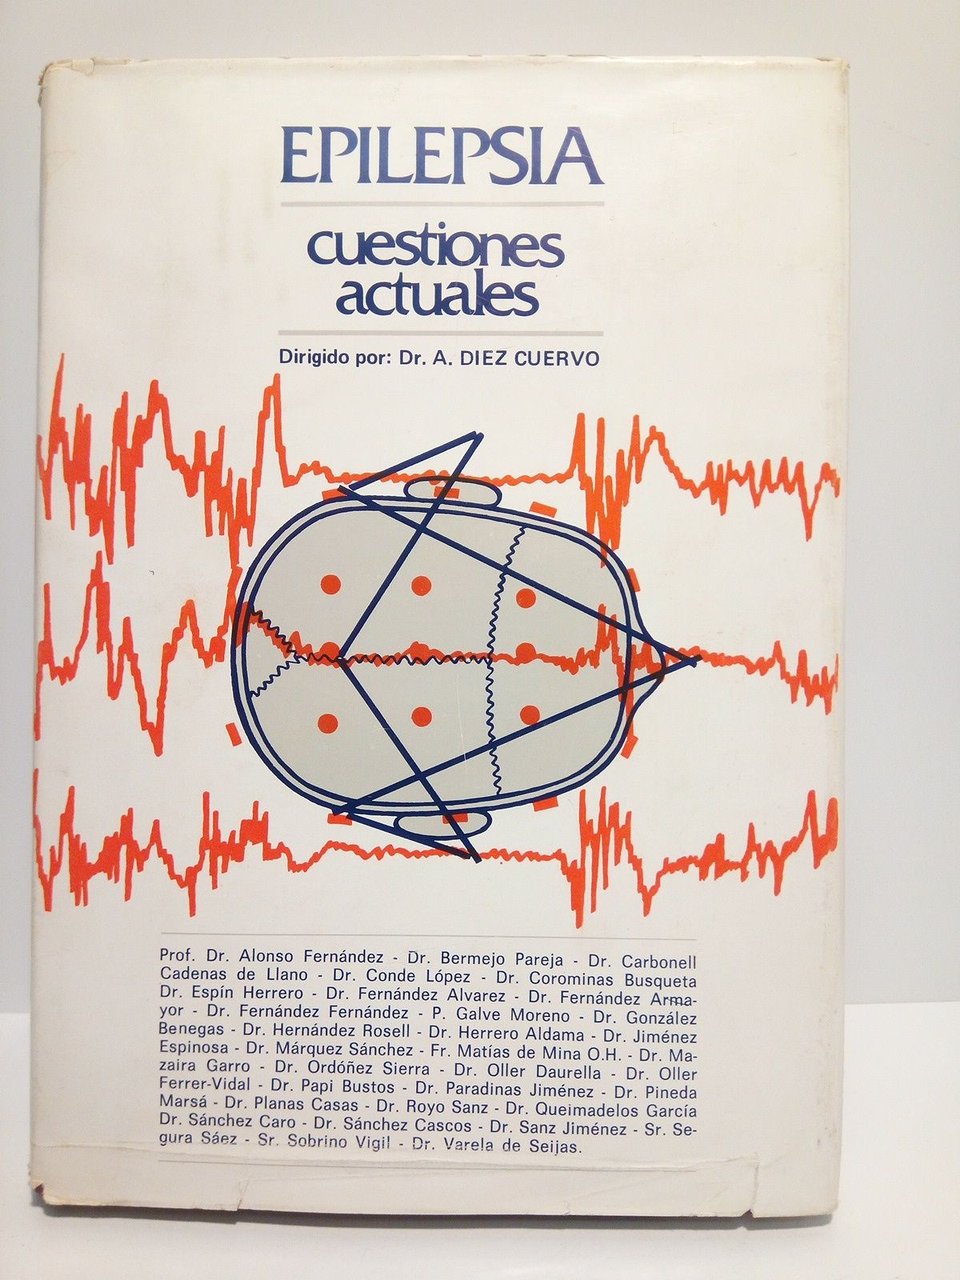 EPILEPSIA
cuestiones
actuales
Dirigido por: Dr. A. DIEZ CUERVO
Prof. Dr. Alonso Fernández - Dr. Bermejo Pareja - Dr. Carbonell
Cadenas de Llano - Dr. Conde López - Dr. Corominas Busqueta
Dr. Espín Herrero - Dr. Fernández Alvarez - Dr. Fernández Arma-
yor - Dr. Fernández Fernández - P. Galve Moreno - Dr. González
Benegas - Dr. Hernández Rosell - Dr. Herrero Aldama - Dr. Jiménez
Espinosa - Dr. Márquez Sánchez - Fr. Matías de Mina O.H. - Dr. Ma-
zaira Garro - Dr. Ordóñez Sierra - Dr. Oller Daurella - Dr. Oller
Ferrer-Vidal - Dr. Papi Bustos - Dr. Paradinas Jiménez - Dr. Pineda
Marsá - Dr. Planas Casas - Dr. Royo Sanz - Dr. Queimadelos García
Dr. Sánchez Caro - Dr. Sánchez Cascos - Dr. Sanz Jiménez - Sr. Se-
gura Sáez - Sr. Sobrino Vigil - Dr. Varela de Seijas.